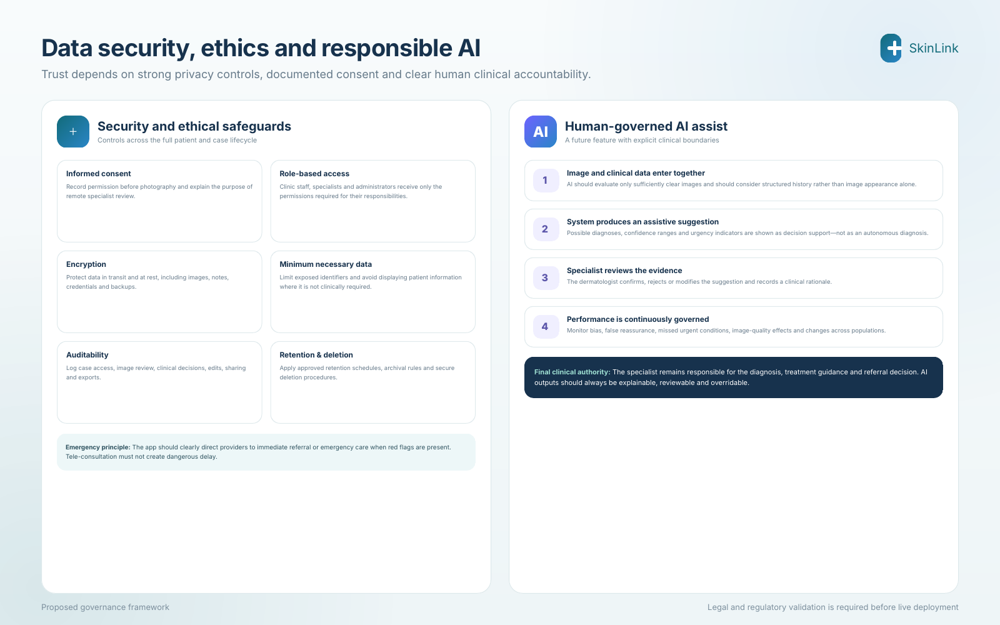 Data security, ethics and responsible AI
Trust depends on strong privacy controls, documented consent and clear human clinical accountability.
SkinLink
Security and ethical safeguards
Controls across the full patient and case lifecycle
Informed consent
Record permission before photography and explain the purpose of
remote specialist review.
Role-based access
Clinic staff, specialists and administrators receive only the
permissions required for their responsibilities.
Encryption
Protect data in transit and at rest, including images, notes,
credentials and backups.
Minimum necessary data
Limit exposed identifiers and avoid displaying patient information
where it is not clinically required.
Auditability
Log case access, image review, clinical decisions, edits, sharing
and exports.
Retention & deletion
Apply approved retention schedules, archival rules and secure
deletion procedures.
Emergency principle: The app should clearly direct providers to immediate referral or emergency care when red flags are present.
Tele-consultation must not create dangerous delay.
AI
Human-governed AI assist
A future feature with explicit clinical boundaries
1
Image and clinical data enter together
AI should evaluate only sufficiently clear images and should consider structured history rather than image appearance alone.
2
System produces an assistive suggestion
Possible diagnoses, confidence ranges and urgency indicators are shown as decision support—not as an autonomous diagnosis.
3
Specialist reviews the evidence
The dermatologist confirms, rejects or modifies the suggestion and records a clinical rationale.
4
Performance is continuously governed
Monitor bias, false reassurance, missed urgent conditions, image-quality effects and changes across populations.
Final clinical authority: The specialist remains responsible for the diagnosis, treatment guidance and referral decision. AI
outputs should always be explainable, reviewable and overridable.
Proposed governance framework
Legal and regulatory validation is required before live deployment